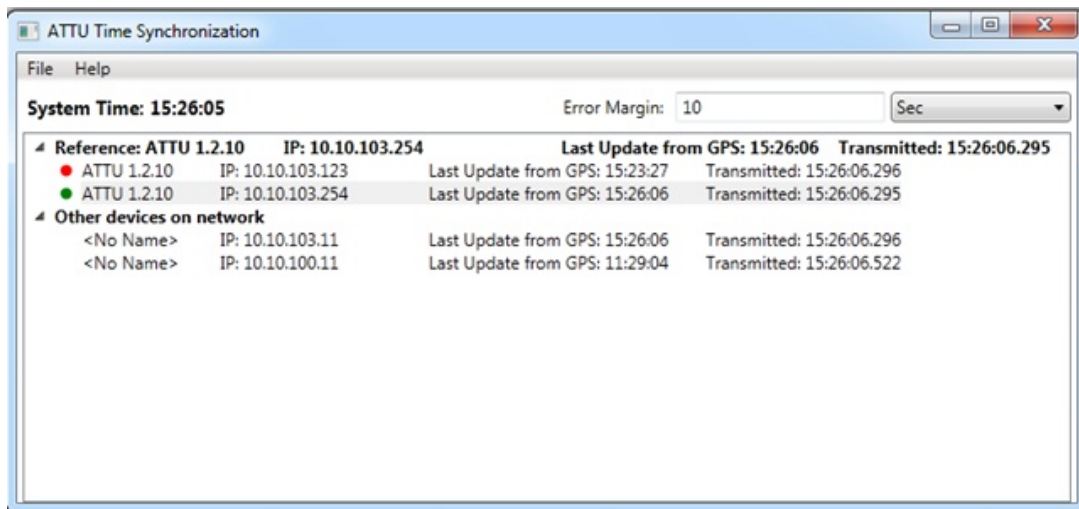 ATTU Time Synchronization
File Help
System Time: 15:26:05 Error Margin: 10 Sec
Reference: ATTU 1.2.10 IP: 10.10.103.254 Last Update from GPS: 15:26:06 Transmitted: 15:26:06.295
ATTU 1.2.10 IP: 10.10.103.123 Last Update from GPS: 15:23:27 Transmitted: 15:26:06.296
ATTU 1.2.10 IP: 10.10.103.254 Last Update from GPS: 15:26:06 Transmitted: 15:26:06.295
Other devices on network
<No Name> IP: 10.10.103.11 Last Update from GPS: 15:26:06 Transmitted: 15:26:06.296
<No Name> IP: 10.10.100.11 Last Update from GPS: 11:29:04 Transmitted: 15:26:06.522